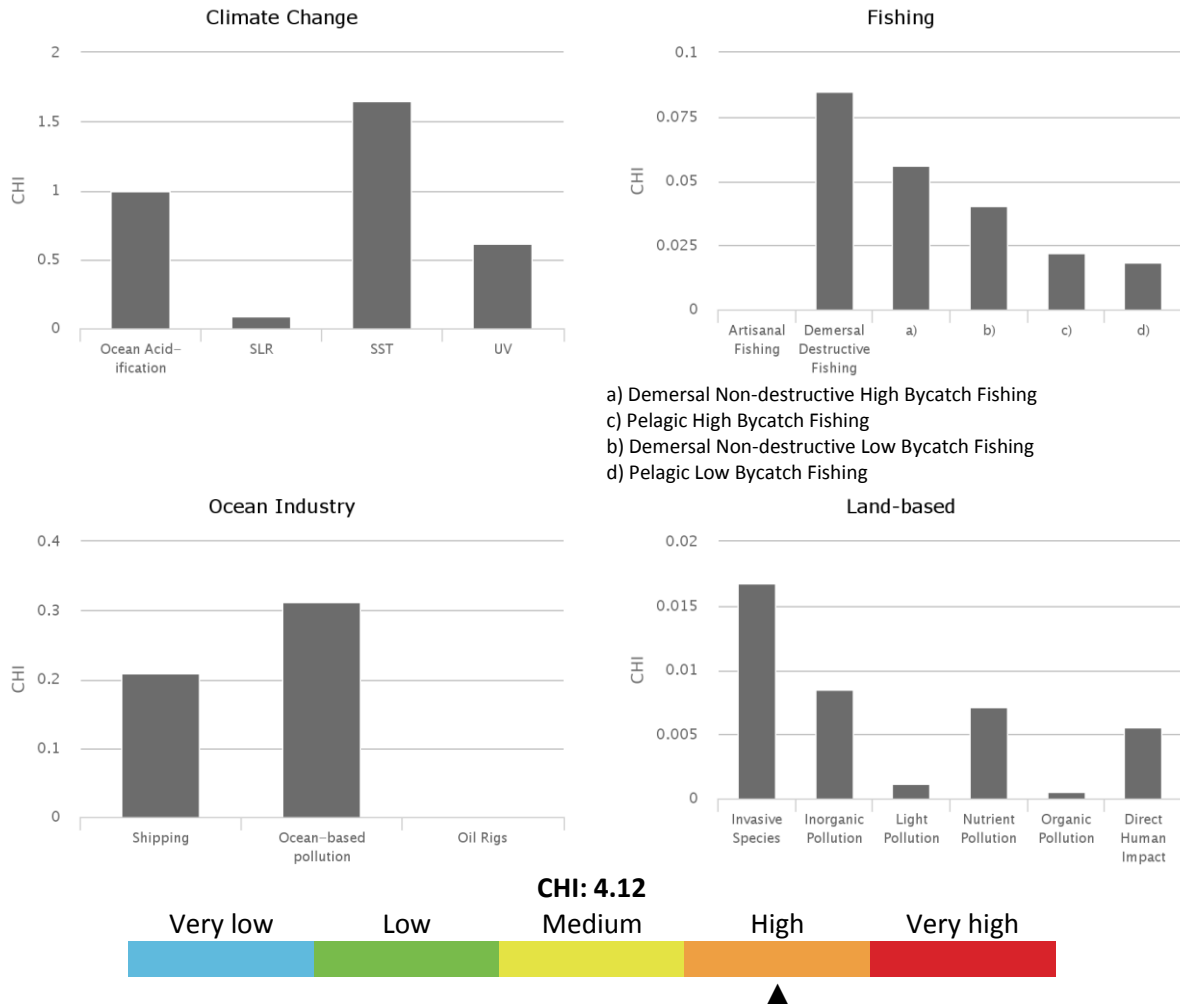 Climate Change
2
1.5
1
0.5
0
CHI
Ocean Acid-
ification
SLR
SST
UV
Fishing
0.1
0.075
0.05
0.025
0
CHI
Artisanal
Fishing
Demersal
Destructive
Fishing
a)
b)
c)
d)
a) Demersal Non-destructive High Bycatch Fishing
c) Pelagic High Bycatch Fishing
b) Demersal Non-destructive Low Bycatch Fishing
d) Pelagic Low Bycatch Fishing
Ocean Industry
0.4
0.3
0.2
0.1
0
CHI
Shipping
Ocean-based
pollution
Oil Rigs
Land-based
0.02
0.015
0.01
0.005
0
CHI
Invasive
Species
Inorganic
Pollution
Light
Pollution
Nutrient
Pollution
Organic
Pollution
Direct
Human
Impact
CHI: 4.12
Very low Low Medium High Very high